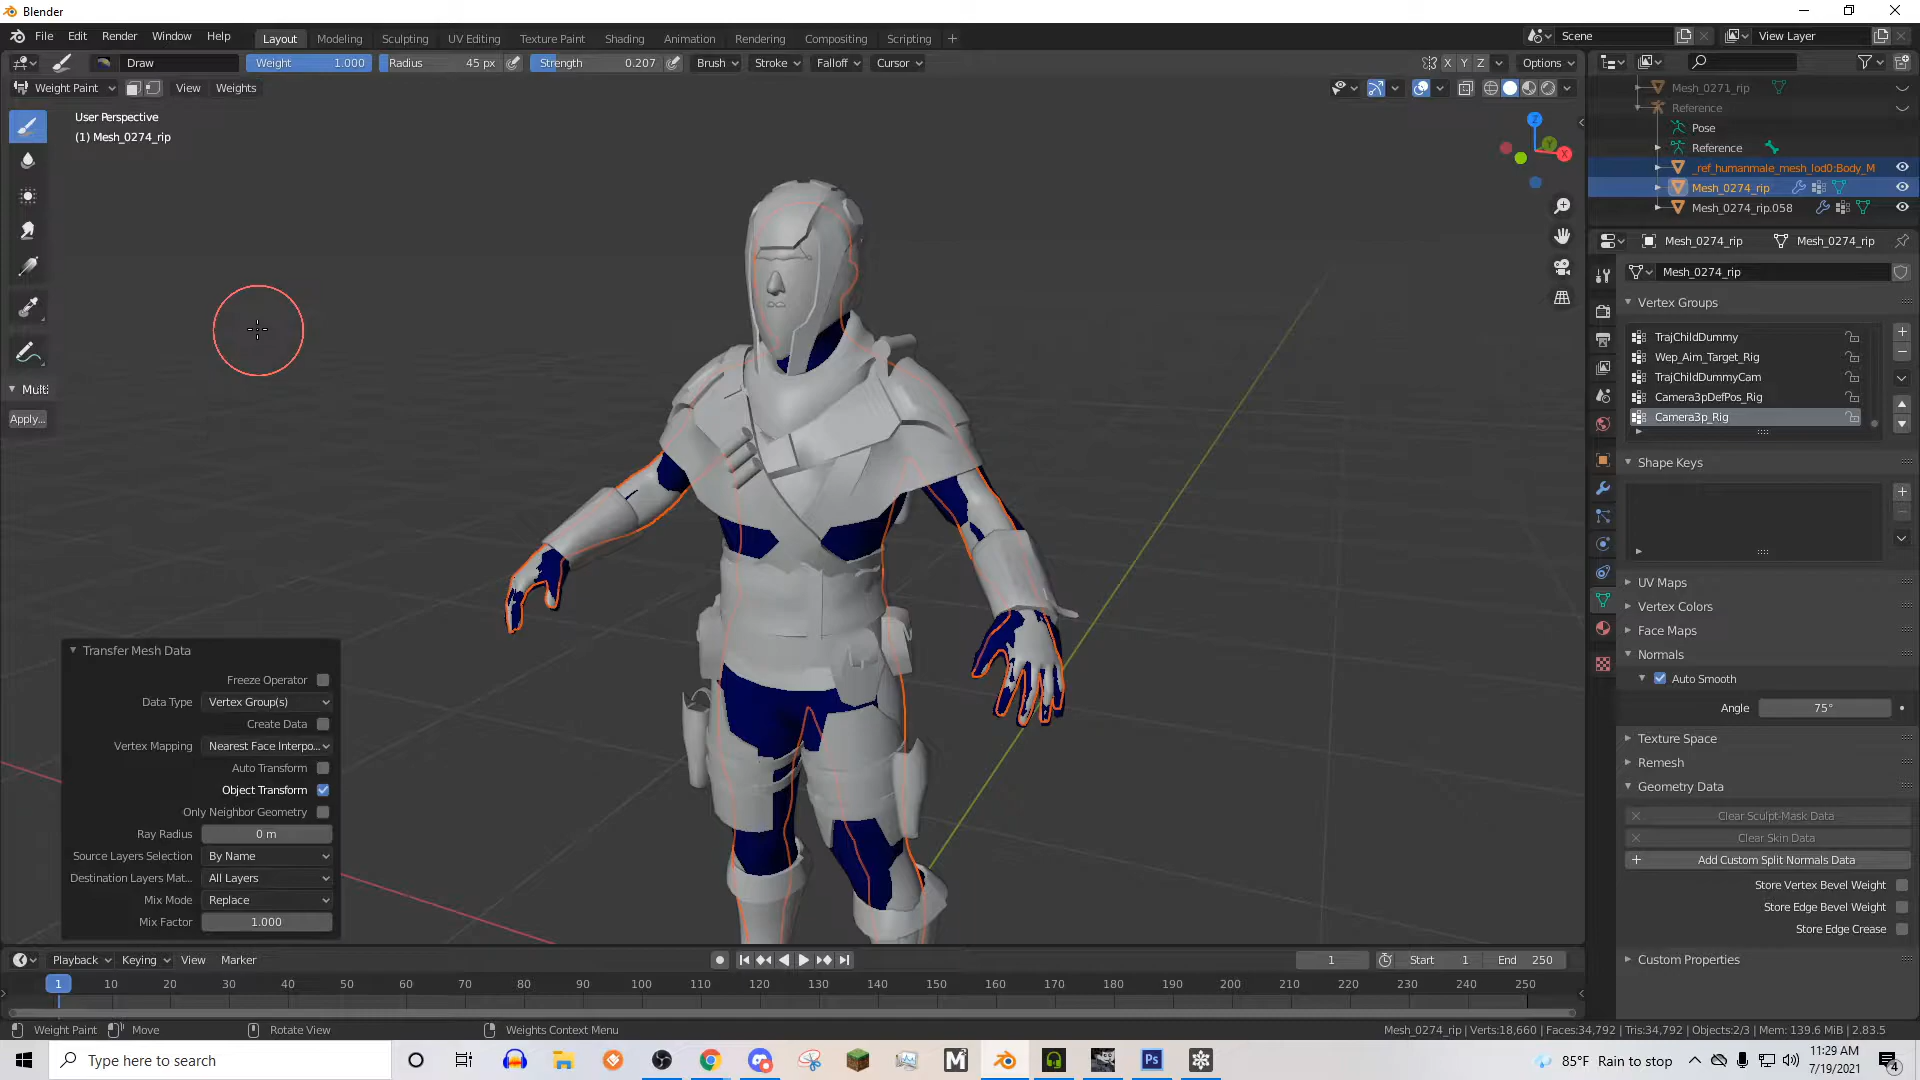 Blender
File Edit Render Window Help
Layout Modeling Sculpting UV Editing Texture Paint Shading Animation Rendering Compositing Scripting +
Scene
View Layer
Draw
Weight 1.000
Radius 45 px
Strength 0.207
Brush Stroke Falloff Cursor
X Y Z
Options
Weight Paint View Weights
User Perspective
(1) Mesh_0274_rip
Z
Y
X
Multi
Apply...
Mesh_0271_rip
Reference
Pose
Reference
_ref_humanmale_mesh_lod0:Body_M
Mesh_0274_rip
Mesh_0274_rip.058
Mesh_0274_rip Mesh_0274_rip
Mesh_0274_rip
Vertex Groups
TrajChildDummy
Wep_Aim_Target_Rig
TrajChildDummyCam
Camera3pDefPos_Rig
Camera3p_Rig
Shape Keys
UV Maps
Vertex Colors
Face Maps
Normals
Auto Smooth
Angle 75°
Texture Space
Remesh
Geometry Data
Clear Sculpt-Mask Data
Clear Skin Data
Add Custom Split Normals Data
Store Vertex Bevel Weight
Store Edge Bevel Weight
Store Edge Crease
Custom Properties
Transfer Mesh Data
Freeze Operator
Data Type Vertex Group(s)
Create Data
Vertex Mapping Nearest Face Interpo...
Auto Transform
Object Transform
Only Neighbor Geometry
Ray Radius 0 m
Source Layers Selection By Name
Destination Layers Mat... All Layers
Mix Mode Replace
Mix Factor 1.000
Playback Keying View Marker
1
Start 1
End 250
1 10 20 30 40 50 60 70 80 90 100 110 120 130 140 150 160 170 180 190 200 210 220 230 240 250
Weight Paint Move Rotate View Weights Context Menu
Mesh_0274_rip | Verts:18,660 | Faces:34,792 | Tris:34,792 | Objects:2/3 | Mem: 139.6 MiB | 2.83.5
Type here to search
M
Ps
85°F Rain to stop
11:29 AM
7/19/2021
4